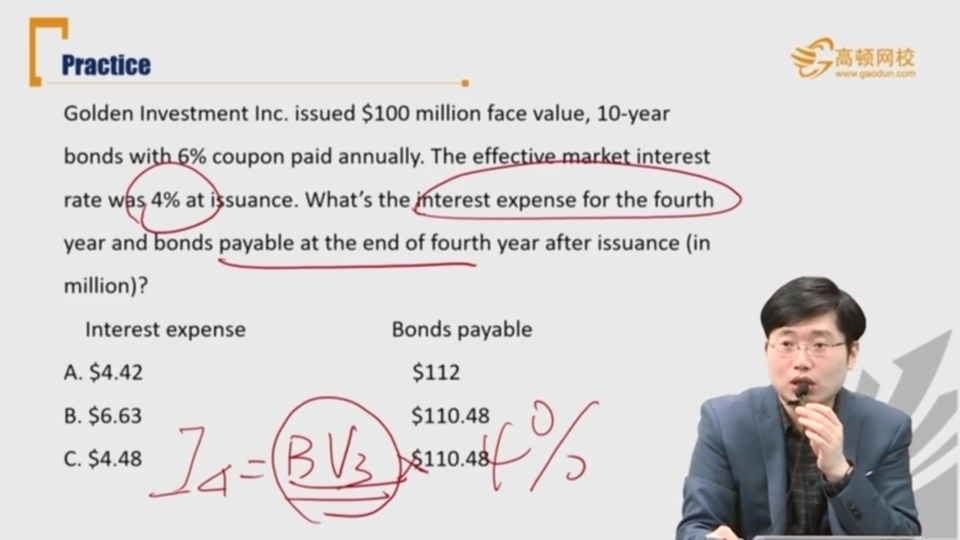 Practice
高顿网校
www.gaodun.com
Golden Investment Inc. issued $100 million face value, 10-year
bonds with 6% coupon paid annually. The effective market interest
rate was 4% at issuance. What's the interest expense for the fourth
year and bonds payable at the end of fourth year after issuance (in
million)?
Interest expense Bonds payable
A. $4.42 $112
B. $6.63 $110.48
C. $4.48 $110.48
I4 = BV3 × 4%